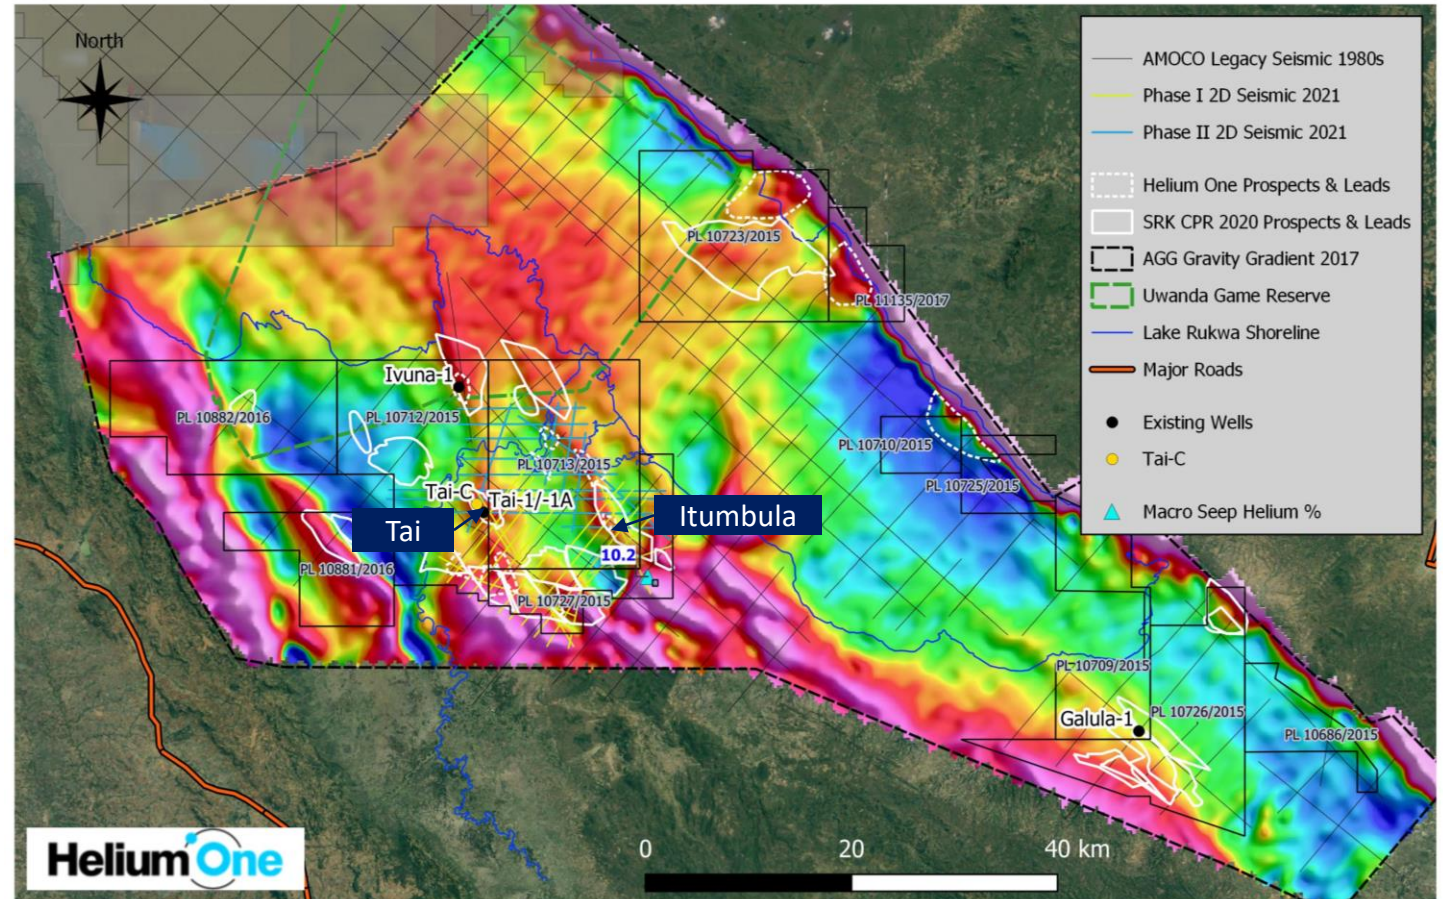 North
AMOCO Legacy Seismic 1980s
Phase I 2D Seismic 2021
Phase II 2D Seismic 2021
Helium One Prospects & Leads
SRK CPR 2020 Prospects & Leads
AGG Gravity Gradient 2017
Uwanda Game Reserve
Lake Rukwa Shoreline
Major Roads
Existing Wells
Tai-C
Macro Seep Helium %
PL 10723/2015
PL 11135/2017
Ivuna-1
PL 10882/2016
PL 10712/2015
PL 10713/2015
PL 10710/2015
PL 10725/2015
Tai-C
Tai-1/-1A
Tai
Itumbula
10.2
PL 10881/2016
PL 10727/2015
PL 10709/2015
Galula-1
PL 10726/2015
PL 10686/2015
Helium One
0 20 40 km